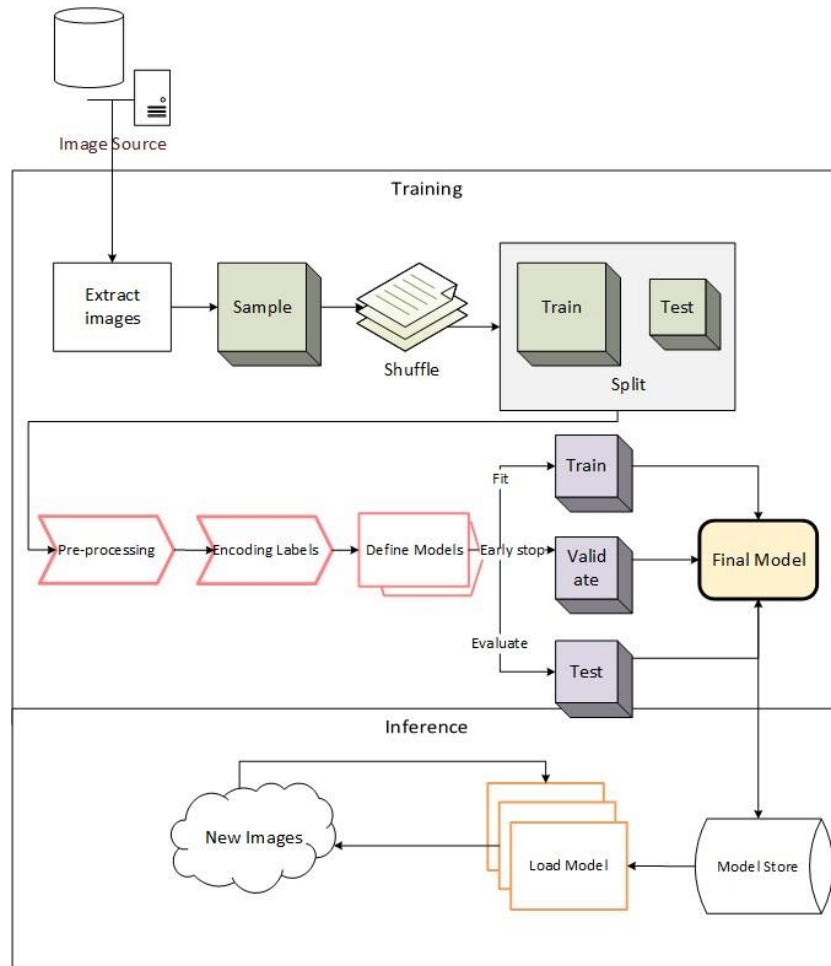 Image Source
Training
Extract
images
Sample
Shuffle
Train
Test
Split
Pre-processing
Encoding Labels
Define Models
Fit
Early stop
Evaluate
Train
Valid
ate
Test
Final Model
Inference
New Images
Load Model
Model Store